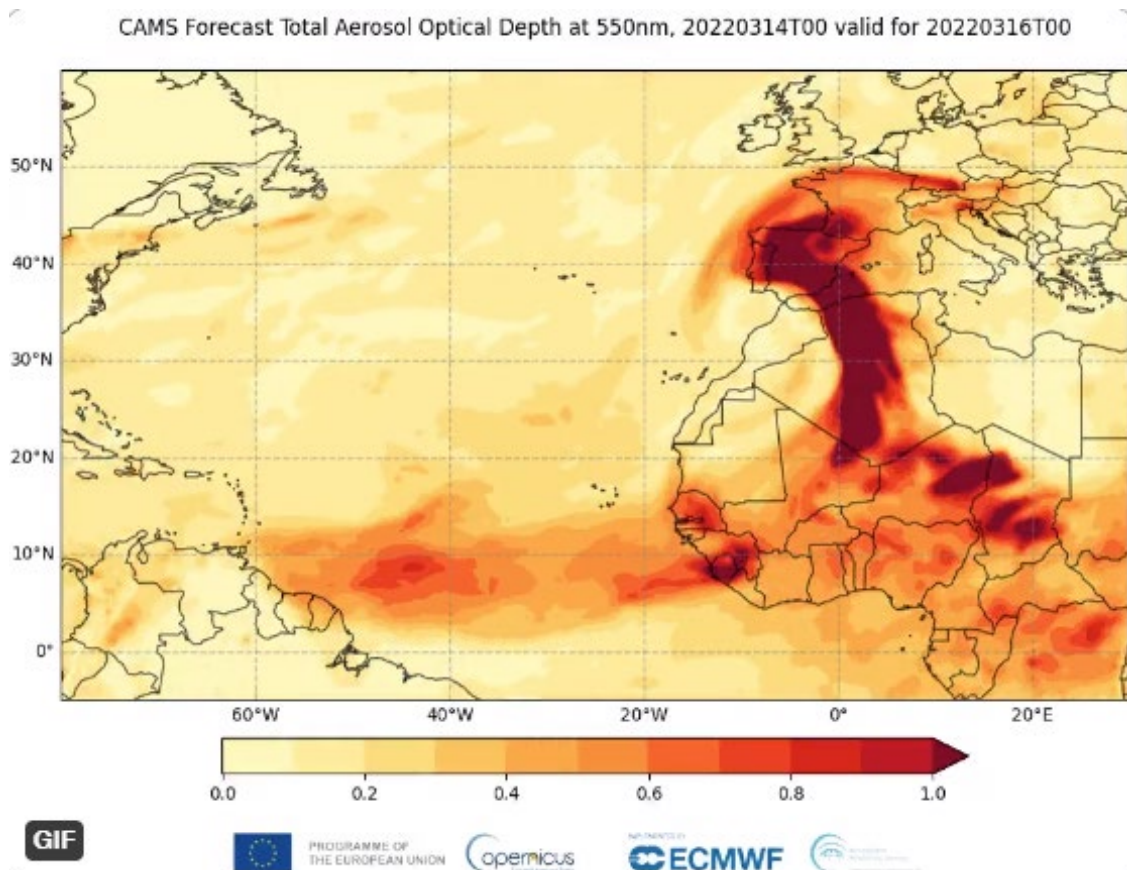 CAMS Forecast Total Aerosol Optical Depth at 550nm, 20220314T00 valid for 20220316T00
50°N
40°N
30°N
20°N
10°N
0°
60°W 40°W 20°W 0° 20°E
0.0 0.2 0.4 0.6 0.8 1.0
GIF
PROGRAMME OF
THE EUROPEAN UNION
opernicus
IMPLEMENTED BY
ECMWF